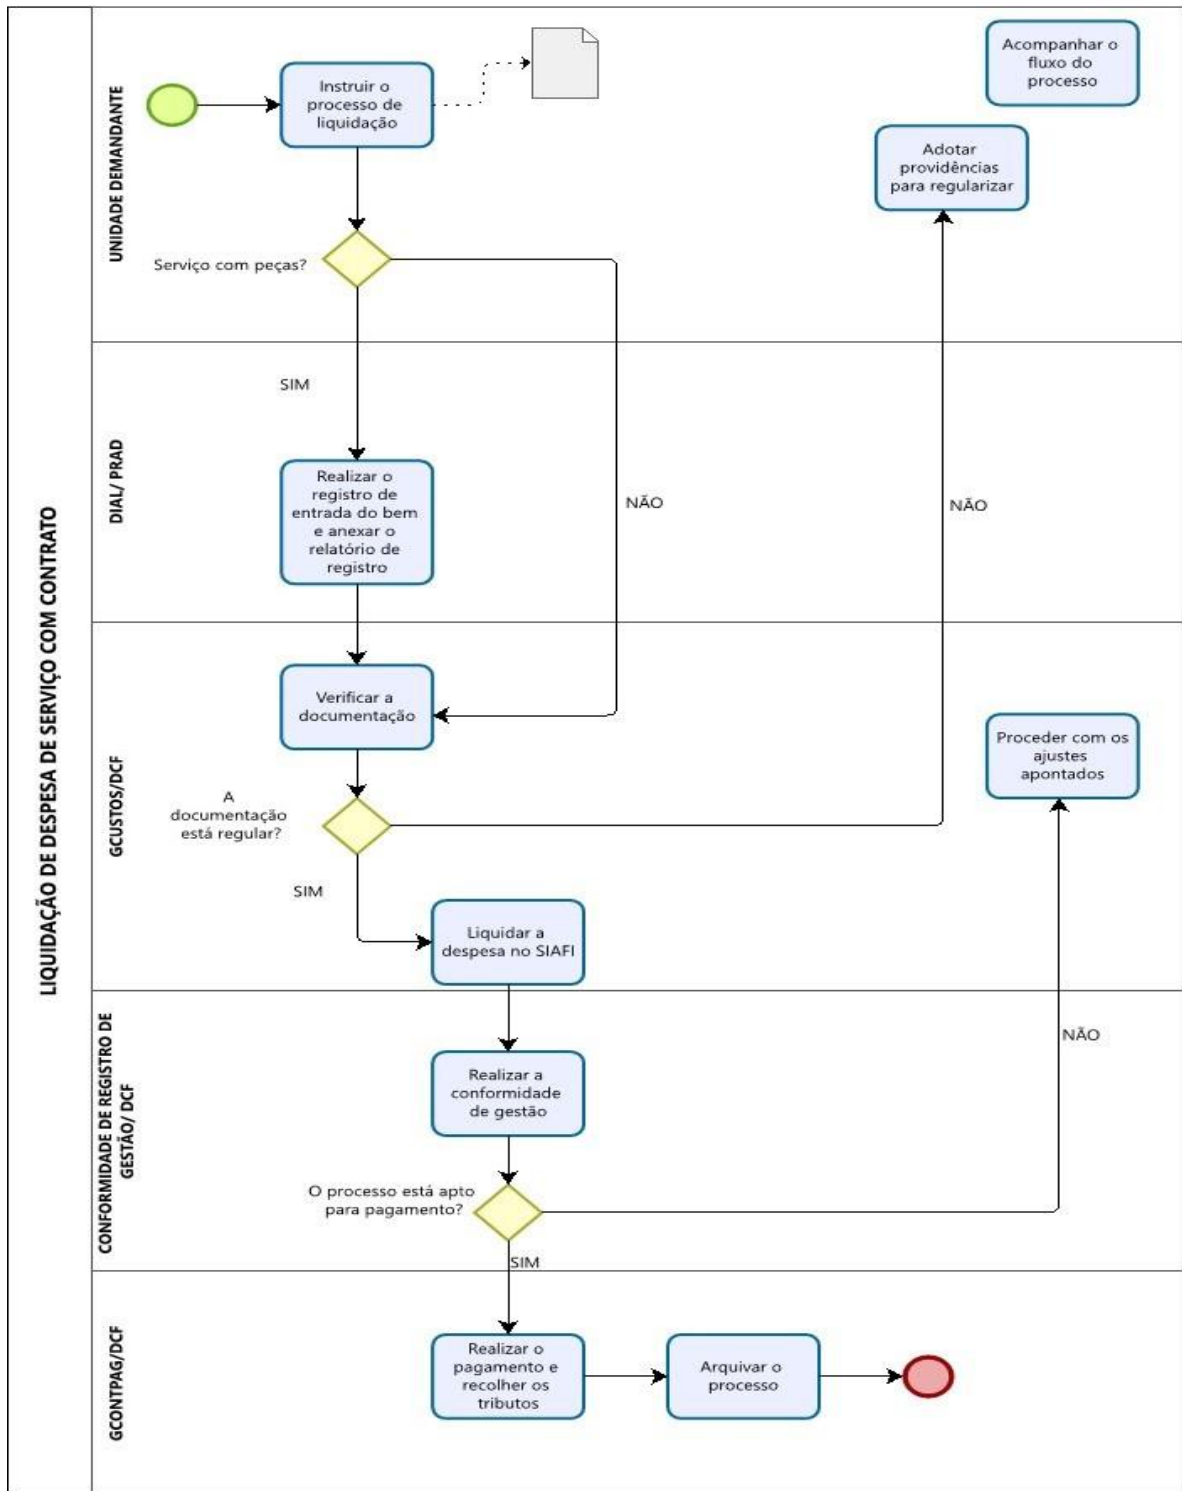 LIQUIDAÇÃO DE DESPESA DE SERVIÇO COM CONTRATO
UNIDADE DEMANDANTE
Instruir o
processo de
liquidação
Acompanhar o
fluxo do
processo
Adotar
providências
para regularizar
Serviço com peças?
DIAL/ PRAD
SIM
Realizar o
registro de
entrada do bem
e anexar o
relatório de
registro
NÃO
NÃO
GCUSTOS/DCF
Verificar a
documentação
Proceder com os
ajustes
apontados
A
documentação
está regular?
SIM
Liquidar a
despesa no SIAFI
CONFORMIDADE DE REGISTRO DE
GESTÃO/ DCF
NÃO
Realizar a
conformidade
de gestão
O processo está apto
para pagamento?
SIM
GCONTPAG/DCF
Realizar o
pagamento e
recolher os
tributos
Arquivar o
processo